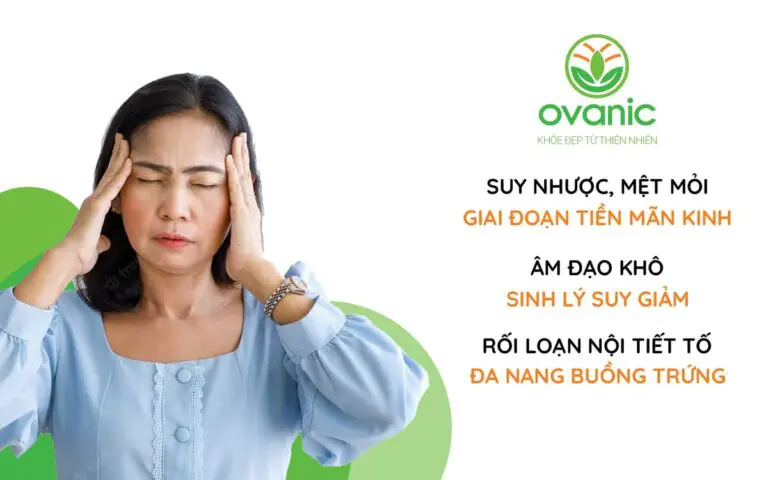 ovanic
KHỎE ĐẸP TỪ THIÊN NHIÊN
SUY NHƯỢC, MỆT MỎI
GIAI ĐOẠN TIỀN MÃN KINH
ÂM ĐẠO KHÔ
SINH LÝ SUY GIẢM
RỐI LOẠN NỘI TIẾT TỐ
ĐA NANG BUỒNG TRỨNG